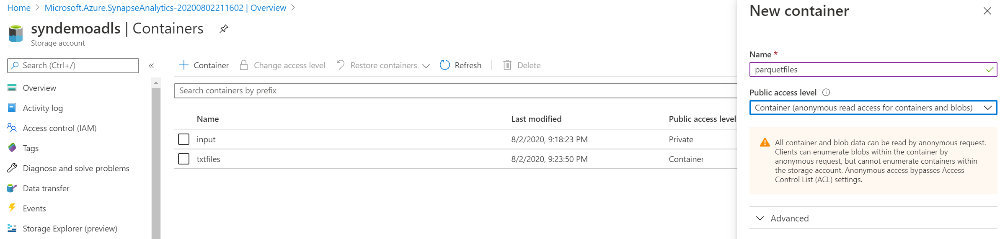 Home > Microsoft.Azure.SynapseAnalytics-20200802211602 | Overview >
syndemoadls | Containers
Storage account
Search (Ctrl+/)
«
Overview
Activity log
Access control (IAM)
Tags
Diagnose and solve problems
Data transfer
Events
Storage Explorer (preview)
+ Container Change access level Restore containers Refresh Delete
Search containers by prefix
Name Last modified Public access level
input 8/2/2020, 9:18:23 PM Private
txtfiles 8/2/2020, 9:23:50 PM Container
New container
Name *
parquetfiles
Public access level
Container (anonymous read access for containers and blobs)
All container and blob data can be read by anonymous request.
Clients can enumerate blobs within the container by
anonymous request, but cannot enumerate containers within
the storage account. Anonymous access bypasses Access
Control List (ACL) settings.
Advanced